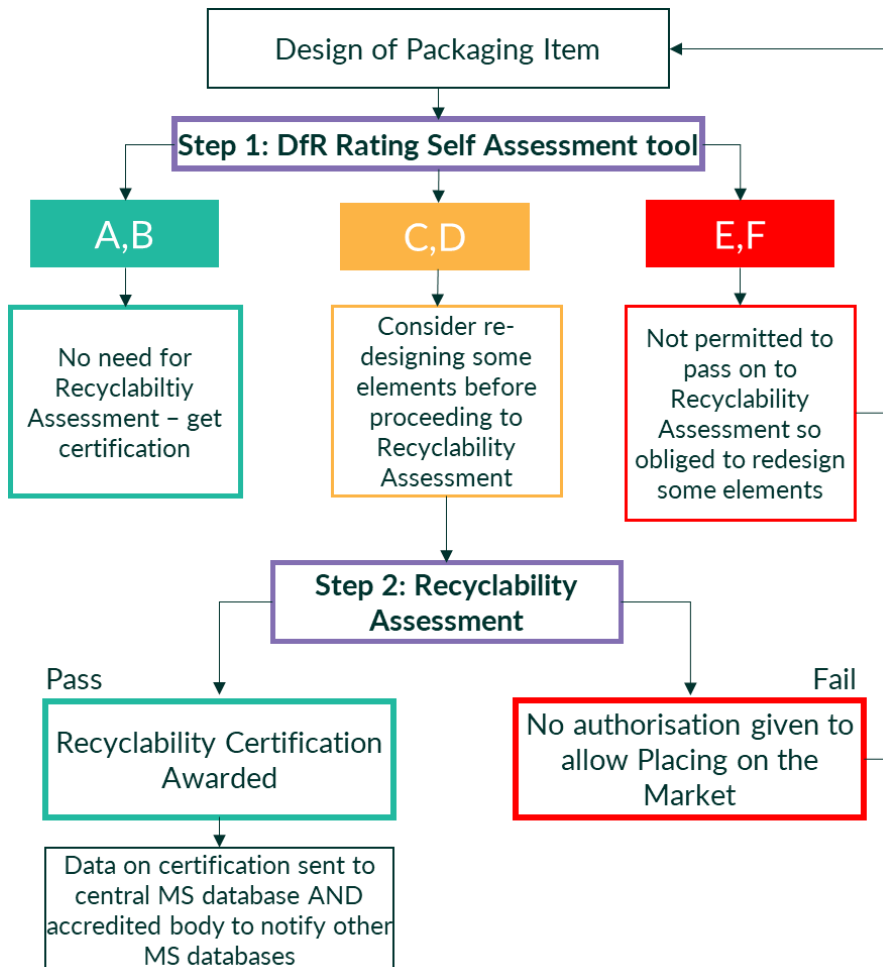 Design of Packaging Item
Step 1: DfR Rating Self Assessment tool
A,B
C,D
E,F
No need for
Recyclabiltiy
Assessment – get
certification
Consider re-
designing some
elements before
proceeding to
Recyclability
Assessment
Not permitted to
pass on to
Recyclability
Assessment so
obliged to redesign
some elements
Step 2: Recyclability
Assessment
Pass
Fail
Recyclability Certification
Awarded
No authorisation given to
allow Placing on the
Market
Data on certification sent to
central MS database AND
accredited body to notify other
MS databases